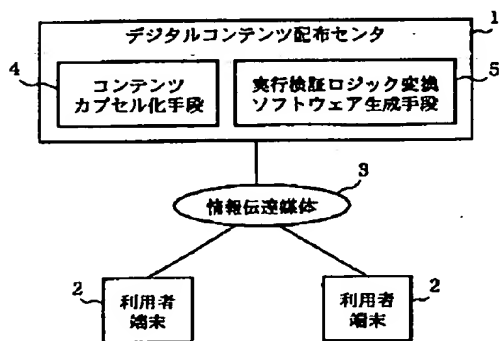 デジタルコンテンツ配布センタ
1
4
コンテンツ
カプセル化手段
実行検証ロジック変換
ソフトウェア生成手段
5
3
情報伝達媒体
2
利用者
端末
利用者
端末
2